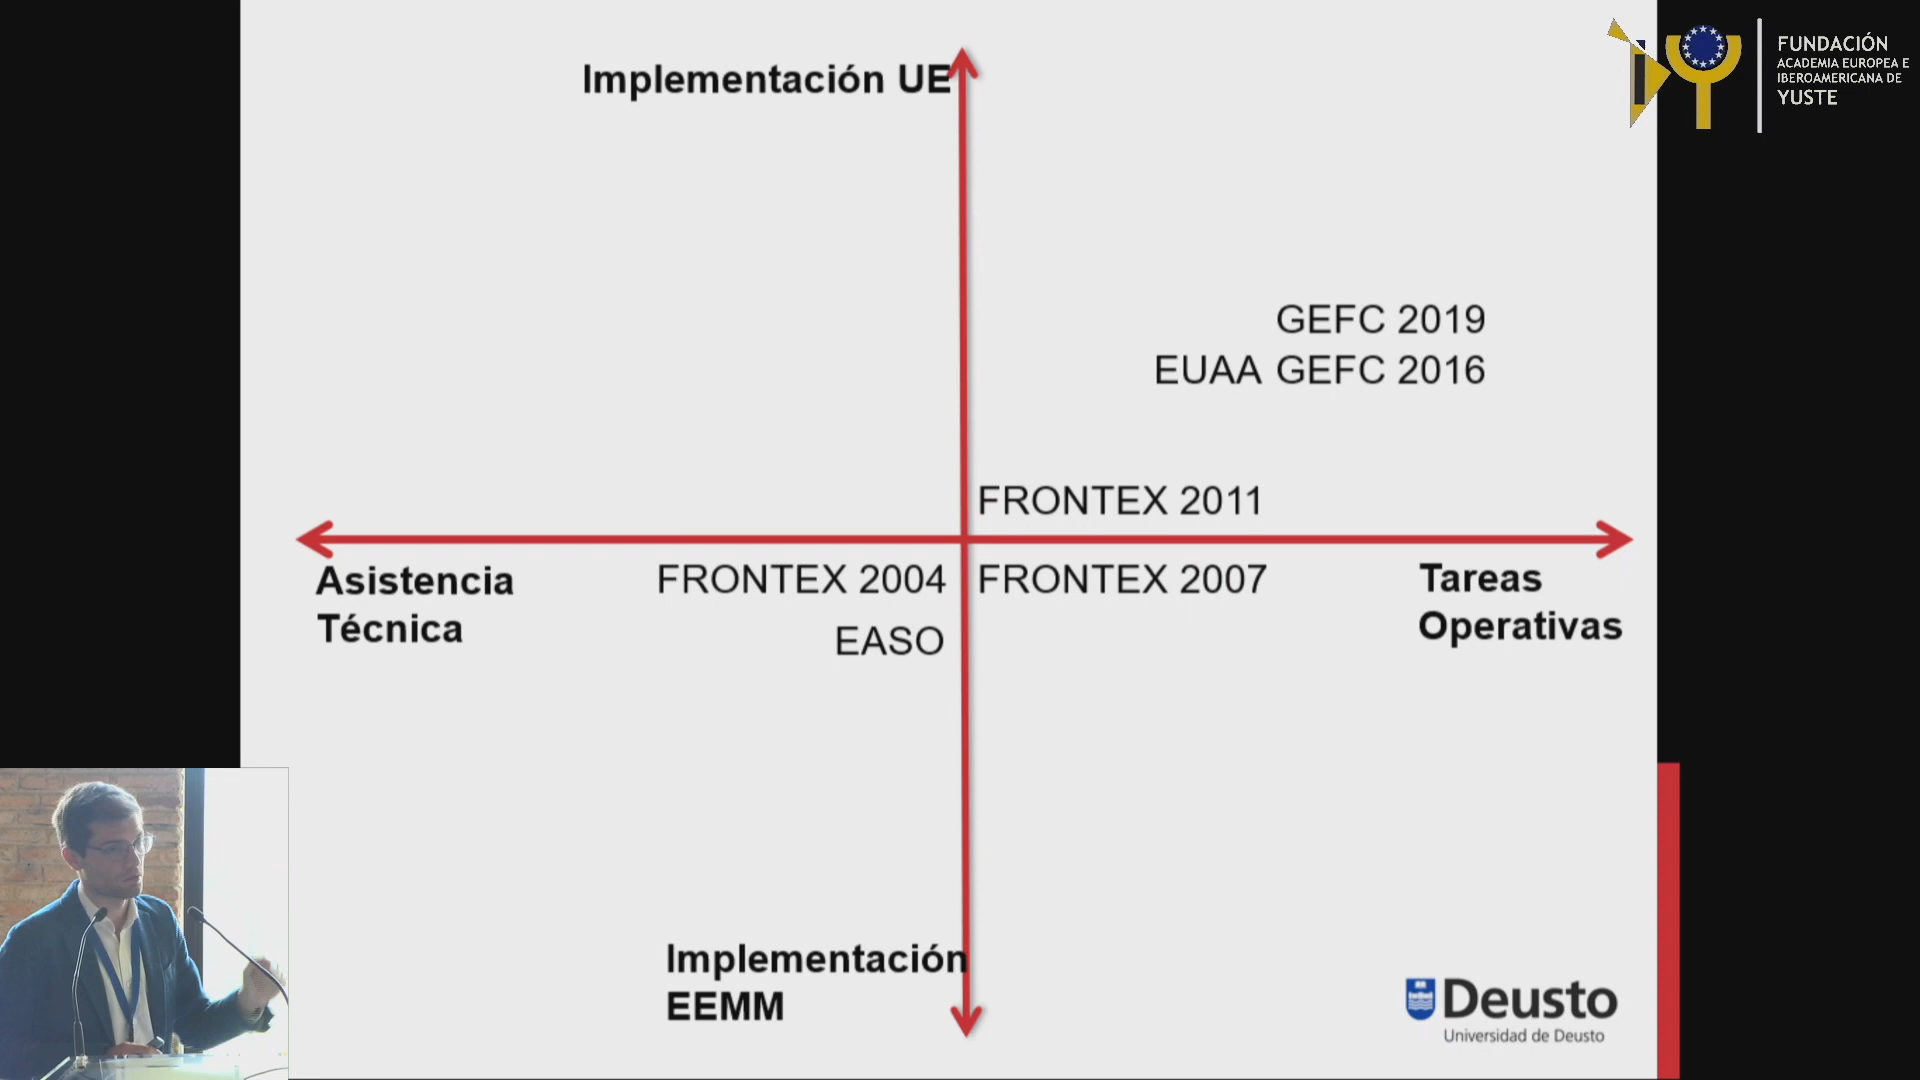 Implementación UE
FUNDACIÓN
ACADEMIA EUROPEA E
IBEROAMERICANA DE
YUSTE
GEFC 2019
EUAA GEFC 2016
FRONTEX 2011
Asistencia
Técnica
FRONTEX 2004
FRONTEX 2007
Tareas
Operativas
EASO
Implementación
EEMM
Deusto
Universidad de Deusto